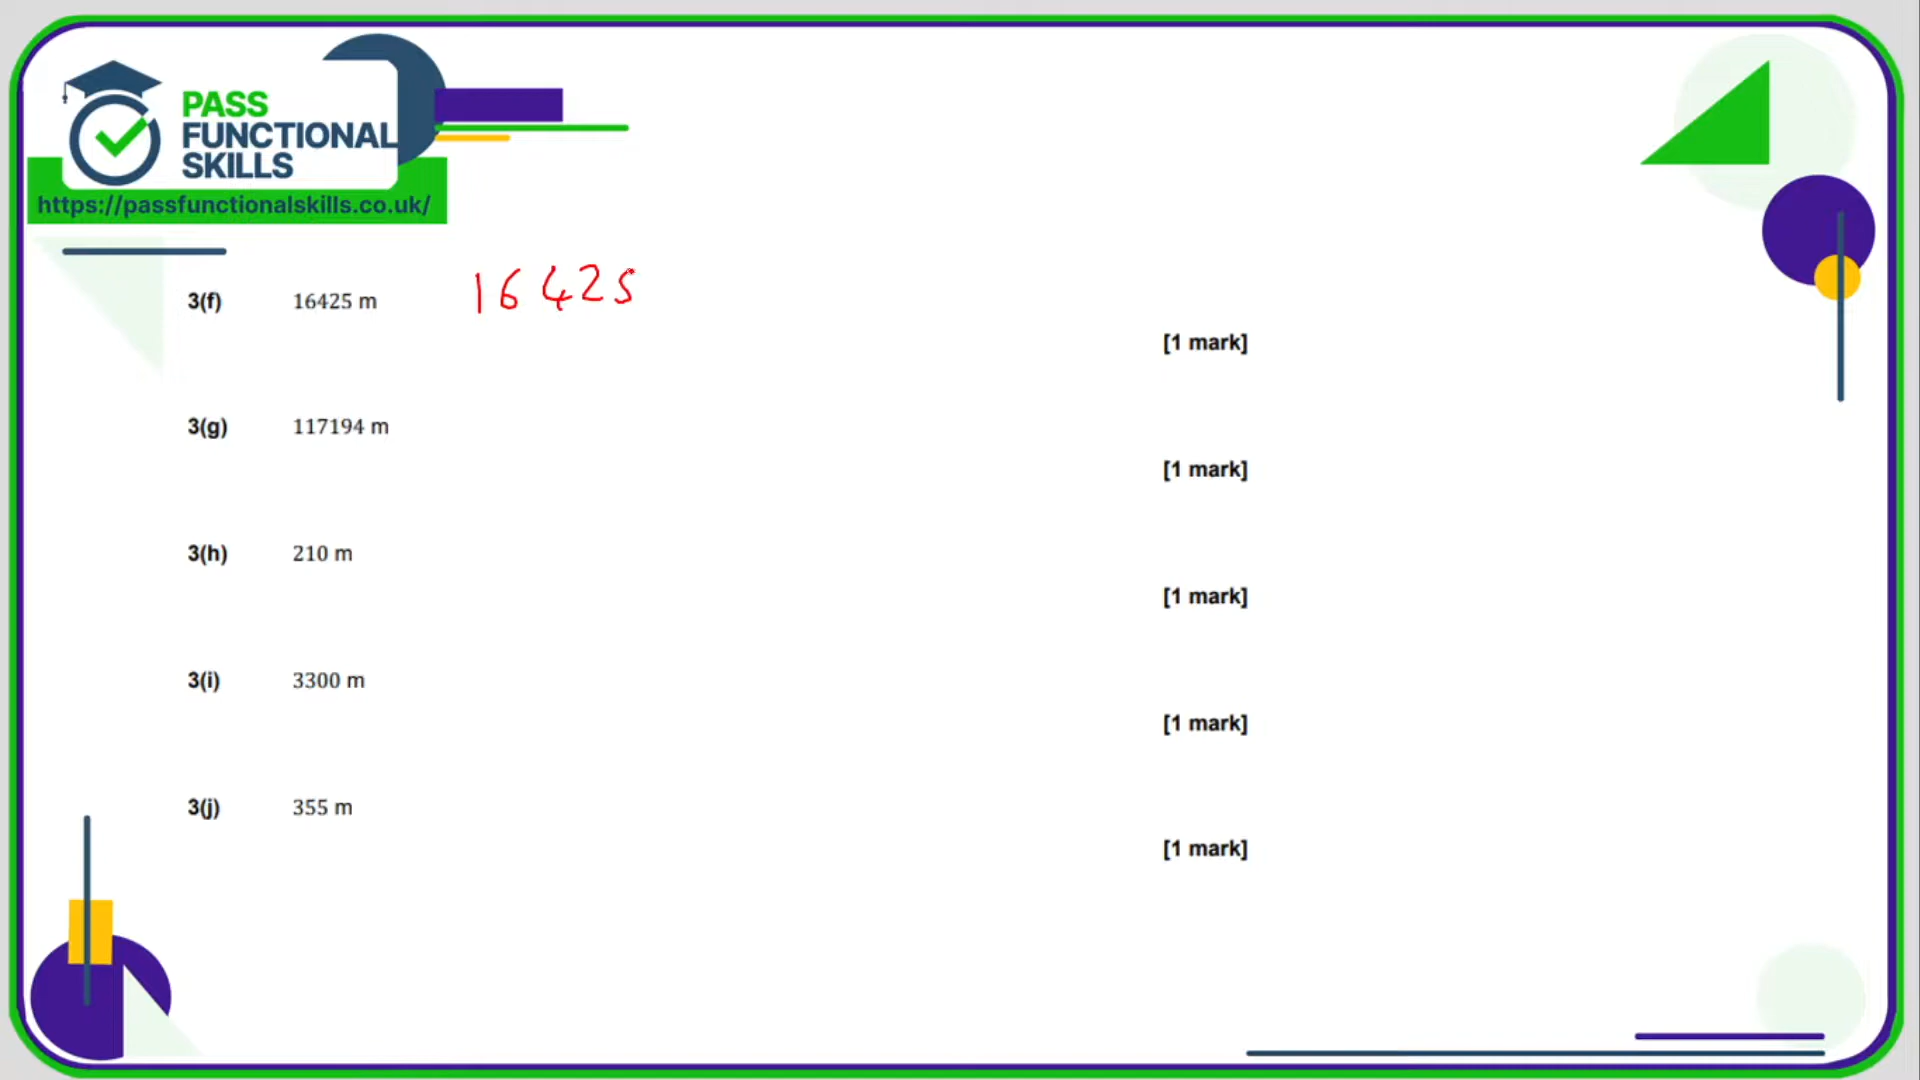 PASS
FUNCTIONAL
SKILLS
https://passfunctionalskills.co.uk/
3(f) 16425 m 16425
[1 mark]
3(g) 117194 m
[1 mark]
3(h) 210 m
[1 mark]
3(i) 3300 m
[1 mark]
3(j) 355 m
[1 mark]